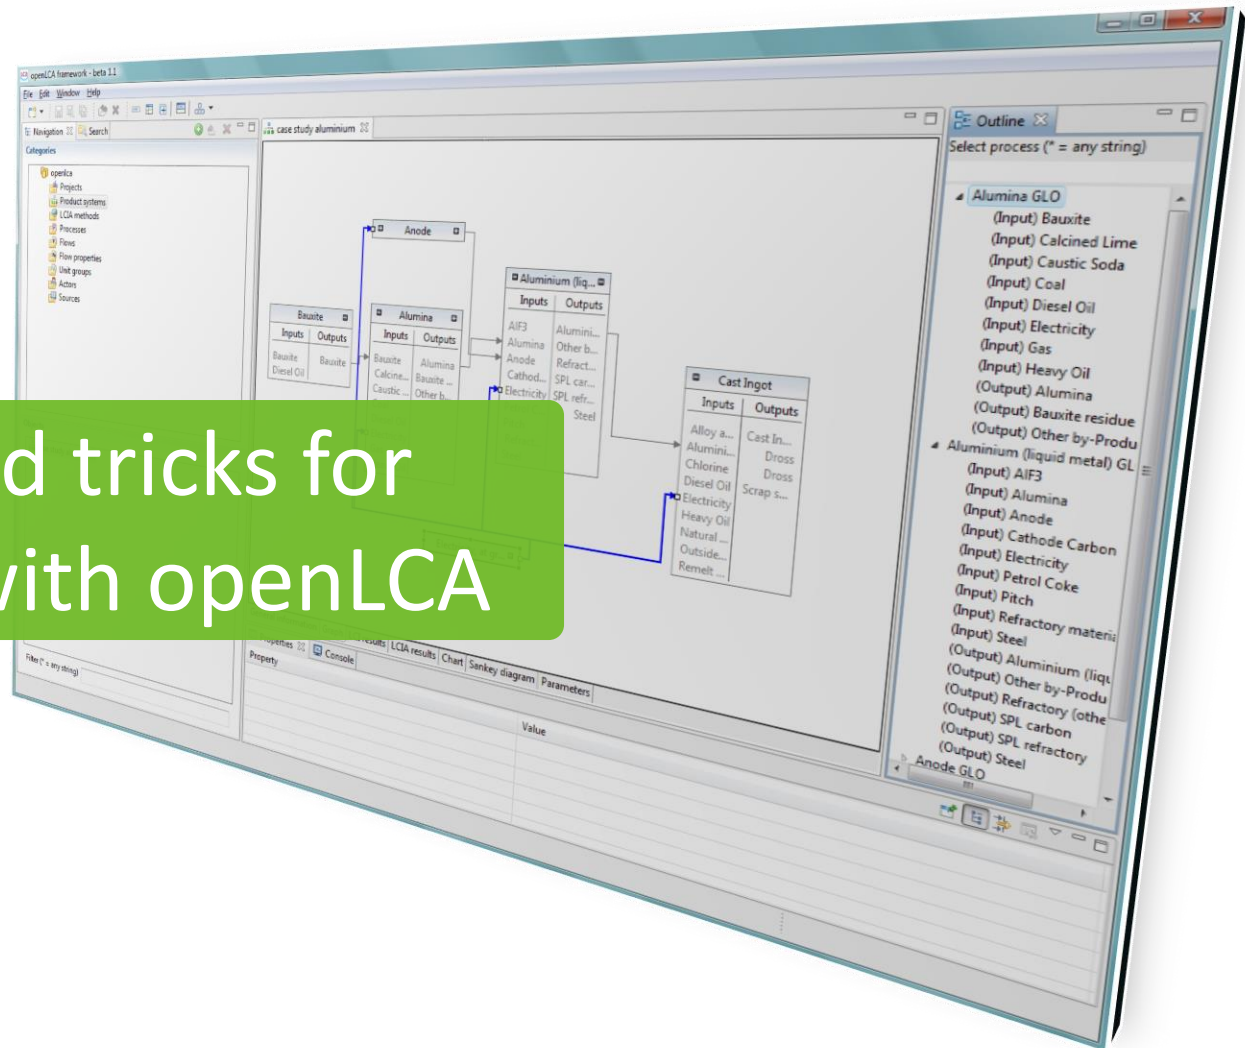 openLCA framework - beta 1.1
File Edit Window Help
Navigation Search
Categories
openlca
Projects
Product systems
LCIA methods
Processes
Flows
Flow properties
Unit groups
Actors
Sources
Filter (* = any string)
case study aluminium
Anode
Bauxite
Inputs Outputs
Bauxite Bauxite
Diesel Oil
Alumina
Inputs Outputs
Bauxite Alumina
Calcine... Bauxite ...
Caustic ... Other b...
Aluminium (liq...
Inputs Outputs
AlF3 Alumini...
Alumina Other b...
Anode Refract...
Cathod... SPL car...
Electricity SPL refr...
Steel
Cast Ingot
Inputs Outputs
Alloy a... Cast In...
Alumini... Dross
Chlorine Dross
Diesel Oil Scrap s...
Electricity
Heavy Oil
Natural ...
Outside...
Remelt ...
d tricks for
with openLCA
results LCIA results Chart Sankey diagram Parameters
Properties Console
Property Value
Outline
Select process (* = any string)
Alumina GLO
(Input) Bauxite
(Input) Calcined Lime
(Input) Caustic Soda
(Input) Coal
(Input) Diesel Oil
(Input) Electricity
(Input) Gas
(Input) Heavy Oil
(Output) Alumina
(Output) Bauxite residue
(Output) Other by-Produ
Aluminium (liquid metal) GL
(Input) AlF3
(Input) Alumina
(Input) Anode
(Input) Cathode Carbon
(Input) Electricity
(Input) Petrol Coke
(Input) Pitch
(Input) Refractory materia
(Input) Steel
(Output) Aluminium (liqu
(Output) Other by-Produ
(Output) Refractory (othe
(Output) SPL carbon
(Output) SPL refractory
(Output) Steel
Anode GLO